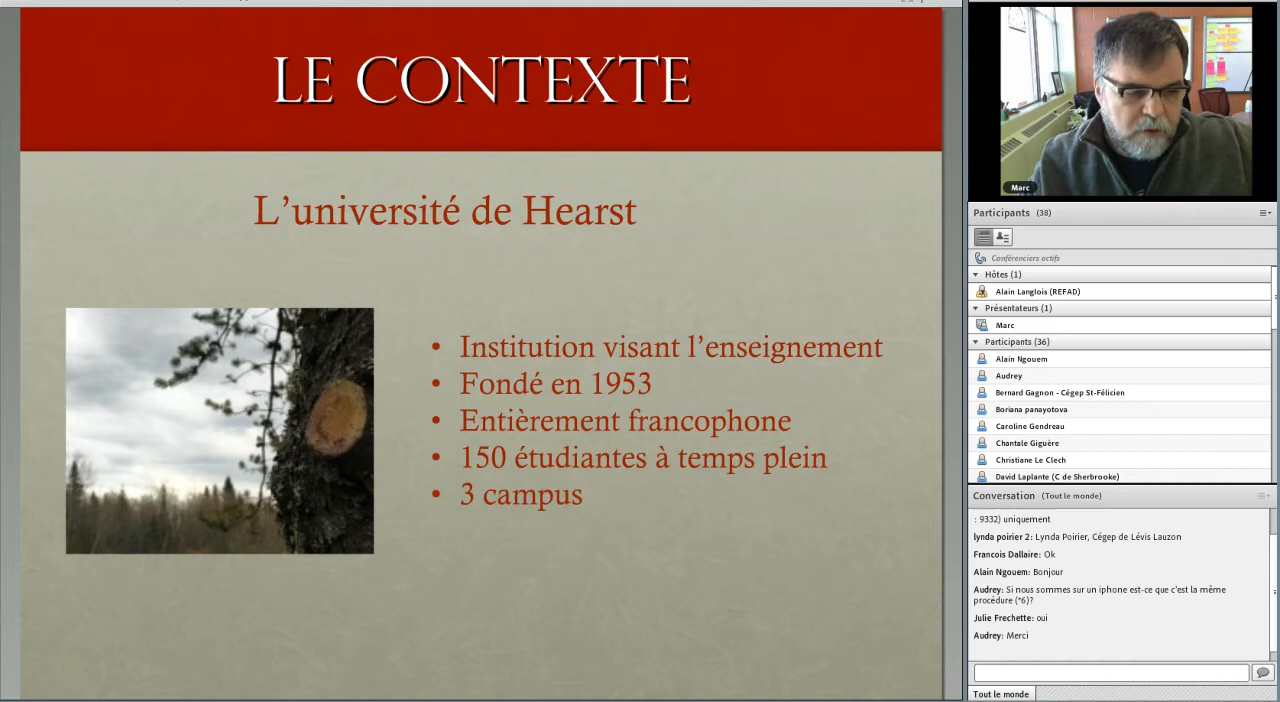 LE CONTEXTE
L'université de Hearst
• Institution visant l'enseignement
• Fondé en 1953
• Entièrement francophone
• 150 étudiantes à temps plein
• 3 campus
Marc
Participants (38)
Conférenciers actifs
Hôtes (1)
Alain Langlois (REFAD)
Présentateurs (1)
Marc
Participants (36)
Alain Ngouem
Audrey
Bernard Gagnon - Cégep St-Félicien
Boriana panayotova
Caroline Gendreau
Chantale Giguère
Christiane Le Clech
David Laplante (C de Sherbrooke)
Conversation (Tout le monde)
: 9332) uniquement
lynda poirier 2: Lynda Poirier, Cégep de Lévis Lauzon
Francois Dallaire: Ok
Alain Ngouem: Bonjour
Audrey: Si nous sommes sur un iphone est-ce que c'est la même
procédure (*6)?
Julie Frechette: oui
Audrey: Merci
Tout le monde